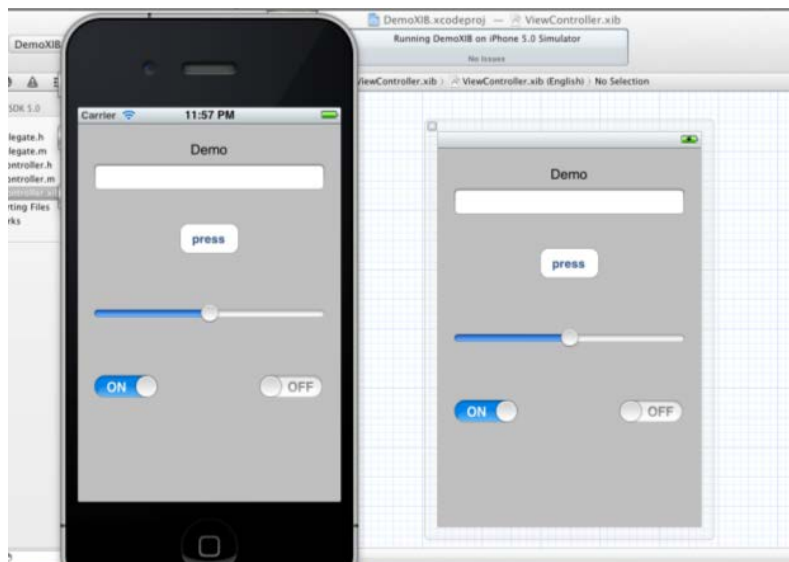 DemoXIB.xcodeproj — ViewController.xib
DemoXIB
Running DemoXIB on iPhone 5.0 Simulator
No Issues
ViewController.xib
ViewController.xib (English)
No Selection
SDK 5.0
legate.h
legate.m
ontroller.h
ontroller.m
ontroller.xib
rting Files
rks
Carrier
11:57 PM
Demo
press
ON
OFF
Demo
press
ON
OFF